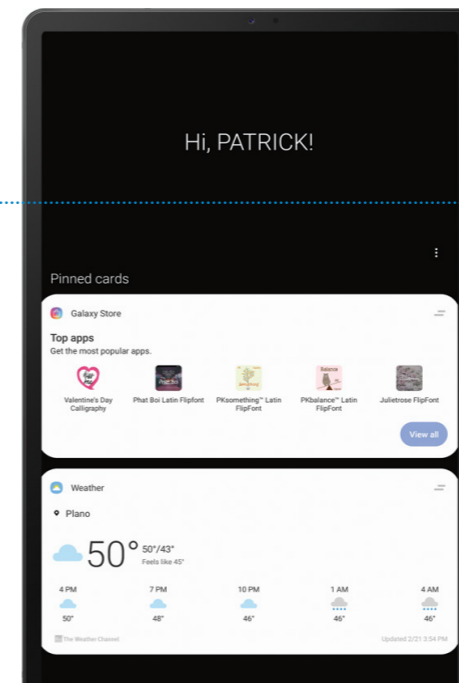 Hi, PATRICK!
Pinned cards
Galaxy Store
Top apps
Get the most popular apps.
Valentine's Day
Calligraphy
Phat Boi Latin Flipfont
PKsomething™ Latin
FlipFont
PKbalance™ Latin
FlipFont
Julietrose FlipFont
View all
Weather
Plano
50° 50°/43°
Feels like 45°
4 PM 7 PM 10 PM 1 AM 4 AM
50° 48° 46° 46° 46°
The Weather Channel Updated 2/21 3:54 PM